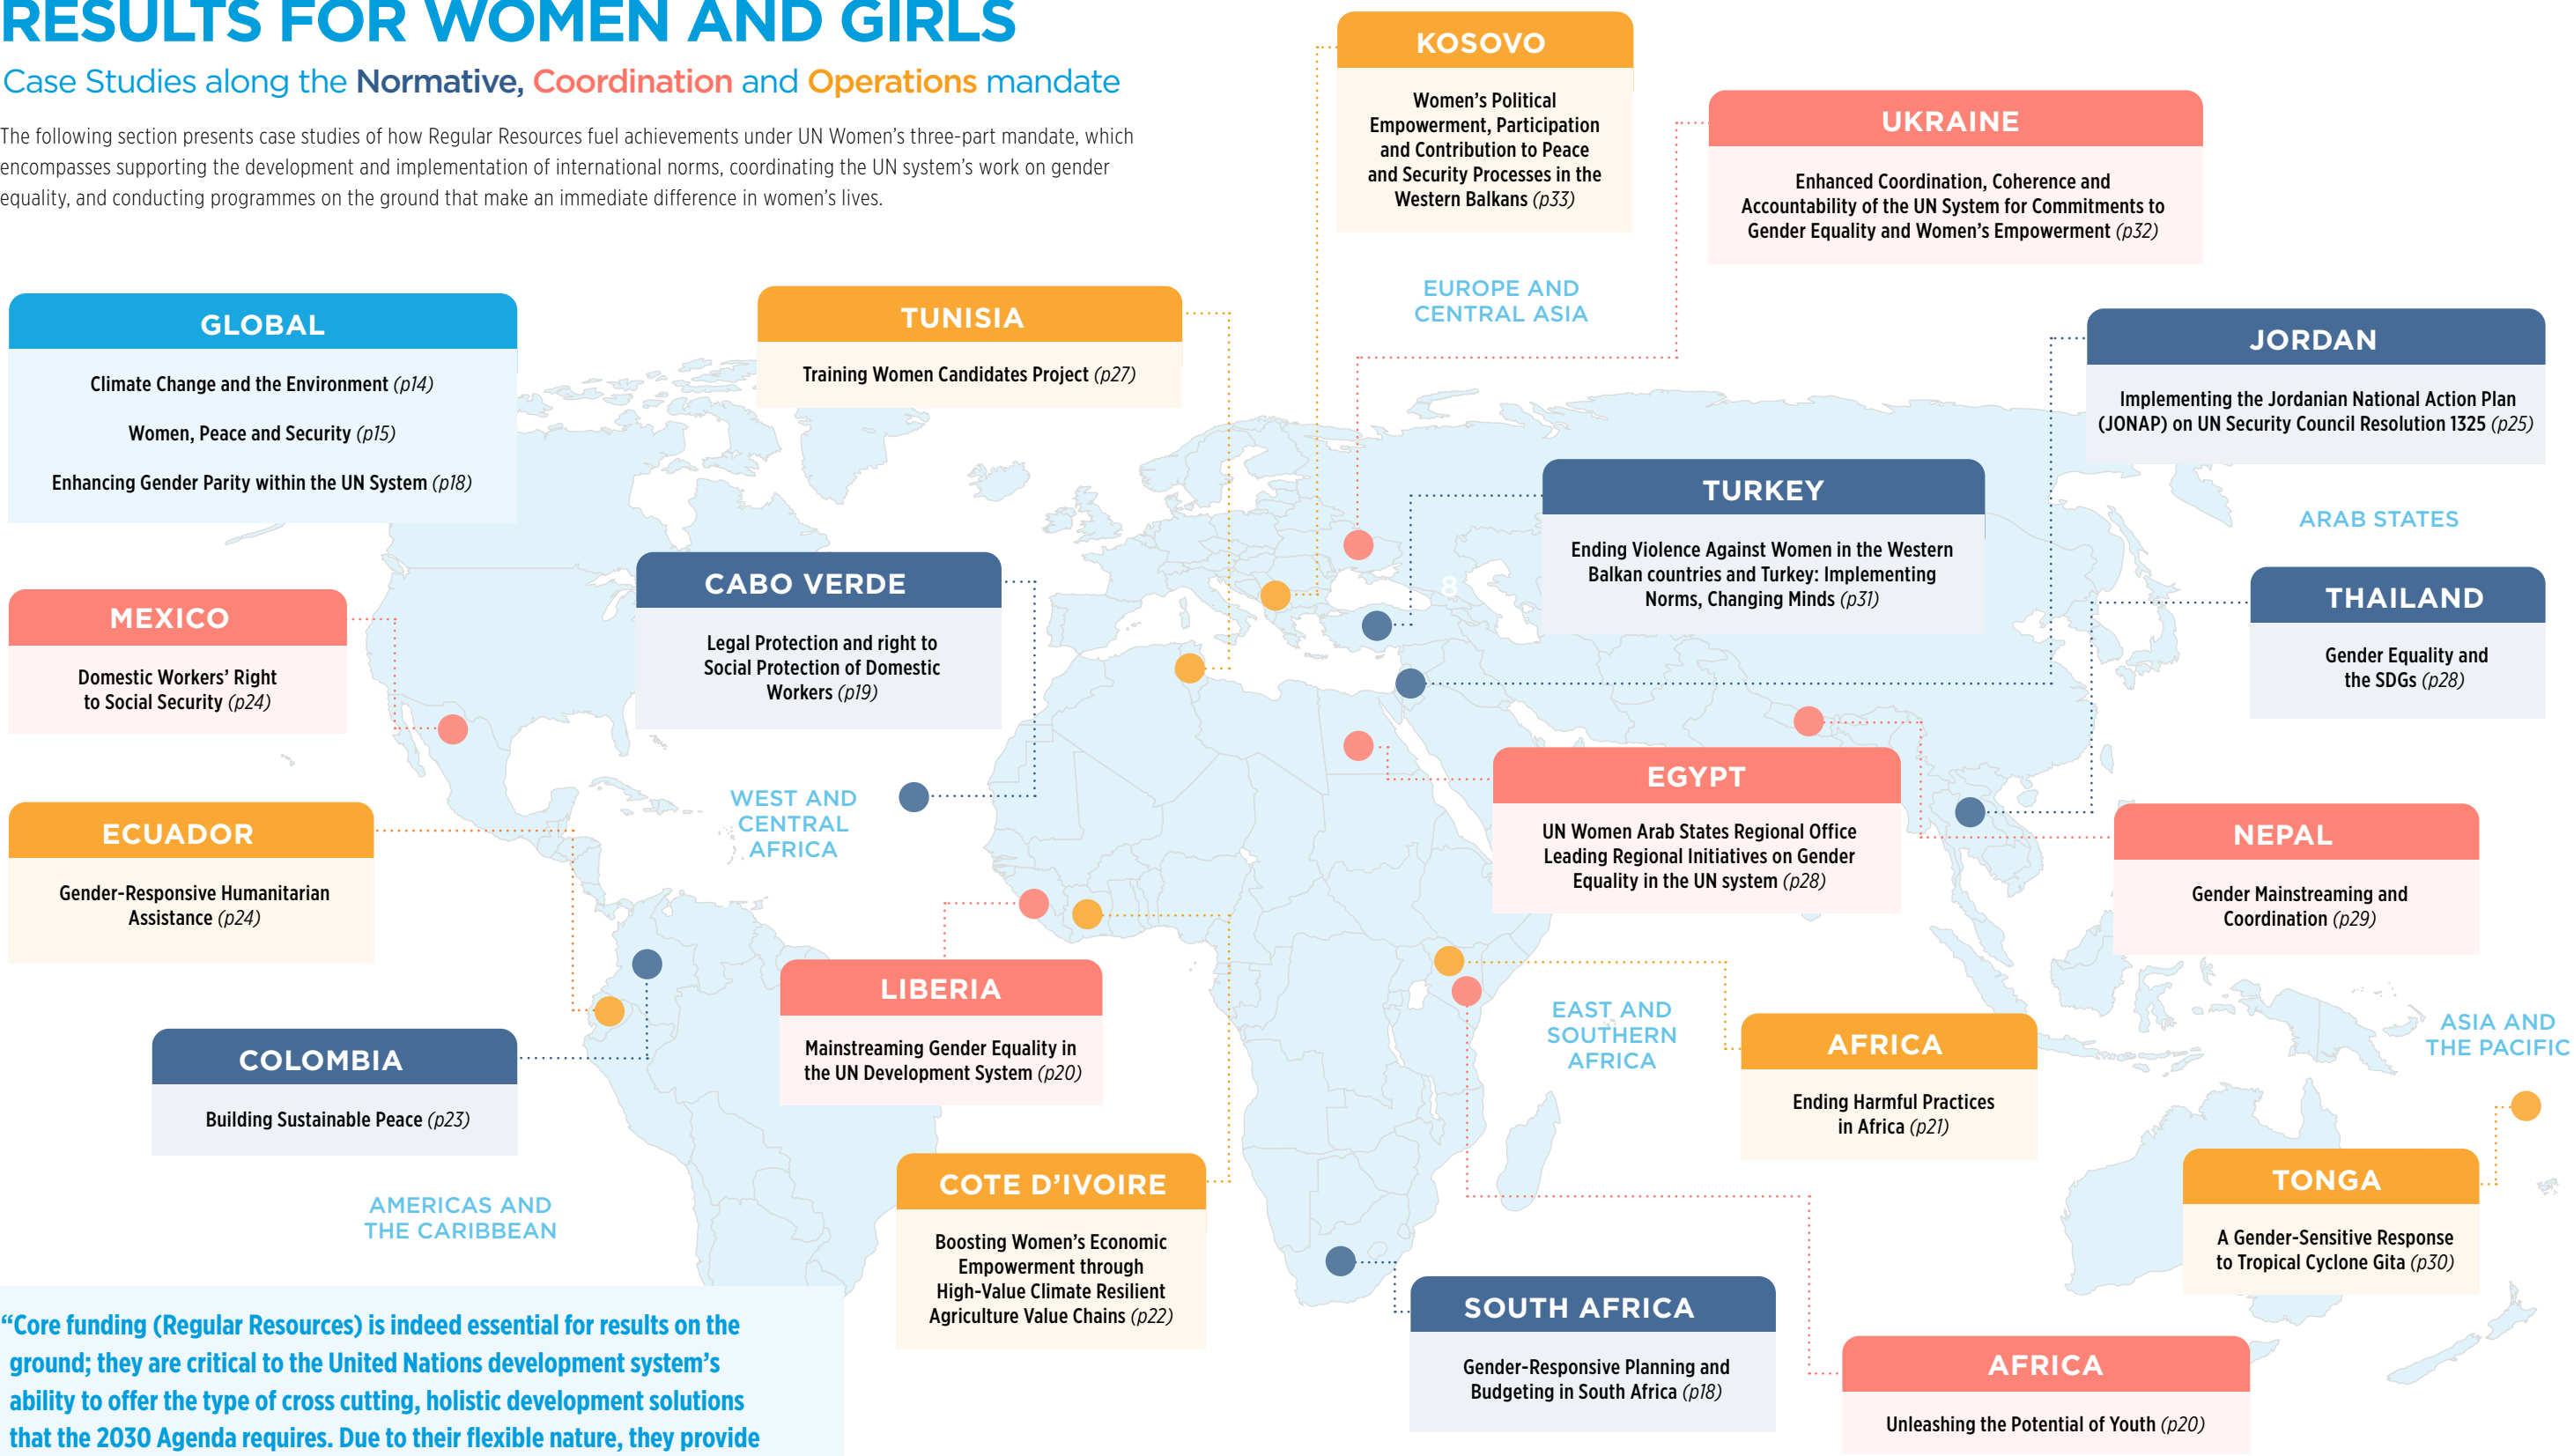 RESULTS FOR WOMEN AND GIRLS
Case Studies along the Normative, Coordination and Operations mandate
The following section presents case studies of how Regular Resources fuel achievements under UN Women's three-part mandate, which
encompasses supporting the development and implementation of international norms, coordinating the UN system's work on gender
equality, and conducting programmes on the ground that make an immediate difference in women's lives.
KOSOVO
Women's Political
Empowerment, Participation
and Contribution to Peace
and Security Processes in the
Western Balkans (p33)
UKRAINE
Enhanced Coordination, Coherence and
Accountability of the UN System for Commitments to
Gender Equality and Women's Empowerment (p32)
EUROPE AND
CENTRAL ASIA
GLOBAL
Climate Change and the Environment (p14)
Women, Peace and Security (p15)
Enhancing Gender Parity within the UN System (p18)
TUNISIA
Training Women Candidates Project (p27)
JORDAN
Implementing the Jordanian National Action Plan
(JONAP) on UN Security Council Resolution 1325 (p25)
ARAB STATES
TURKEY
Ending Violence Against Women in the Western
Balkan countries and Turkey: Implementing
Norms, Changing Minds (p31)
8
CABO VERDE
Legal Protection and right to
Social Protection of Domestic
Workers (p19)
THAILAND
Gender Equality and
the SDGs (p28)
MEXICO
Domestic Workers' Right
to Social Security (p24)
WEST AND
CENTRAL
AFRICA
EGYPT
UN Women Arab States Regional Office
Leading Regional Initiatives on Gender
Equality in the UN system (p28)
ECUADOR
Gender-Responsive Humanitarian
Assistance (p24)
NEPAL
Gender Mainstreaming and
Coordination (p29)
LIBERIA
Mainstreaming Gender Equality in
the UN Development System (p20)
EAST AND
SOUTHERN
AFRICA
AFRICA
Ending Harmful Practices
in Africa (p21)
ASIA AND
THE PACIFIC
COLOMBIA
Building Sustainable Peace (p23)
AMERICAS AND
THE CARIBBEAN
COTE D'IVOIRE
Boosting Women's Economic
Empowerment through
High-Value Climate Resilient
Agriculture Value Chains (p22)
TONGA
A Gender-Sensitive Response
to Tropical Cyclone Gita (p30)
SOUTH AFRICA
Gender-Responsive Planning and
Budgeting in South Africa (p18)
AFRICA
Unleashing the Potential of Youth (p20)
“Core funding (Regular Resources) is indeed essential for results on the
ground; they are critical to the United Nations development system's
ability to offer the type of cross cutting, holistic development solutions
that the 2030 Agenda requires. Due to their flexible nature, they provide